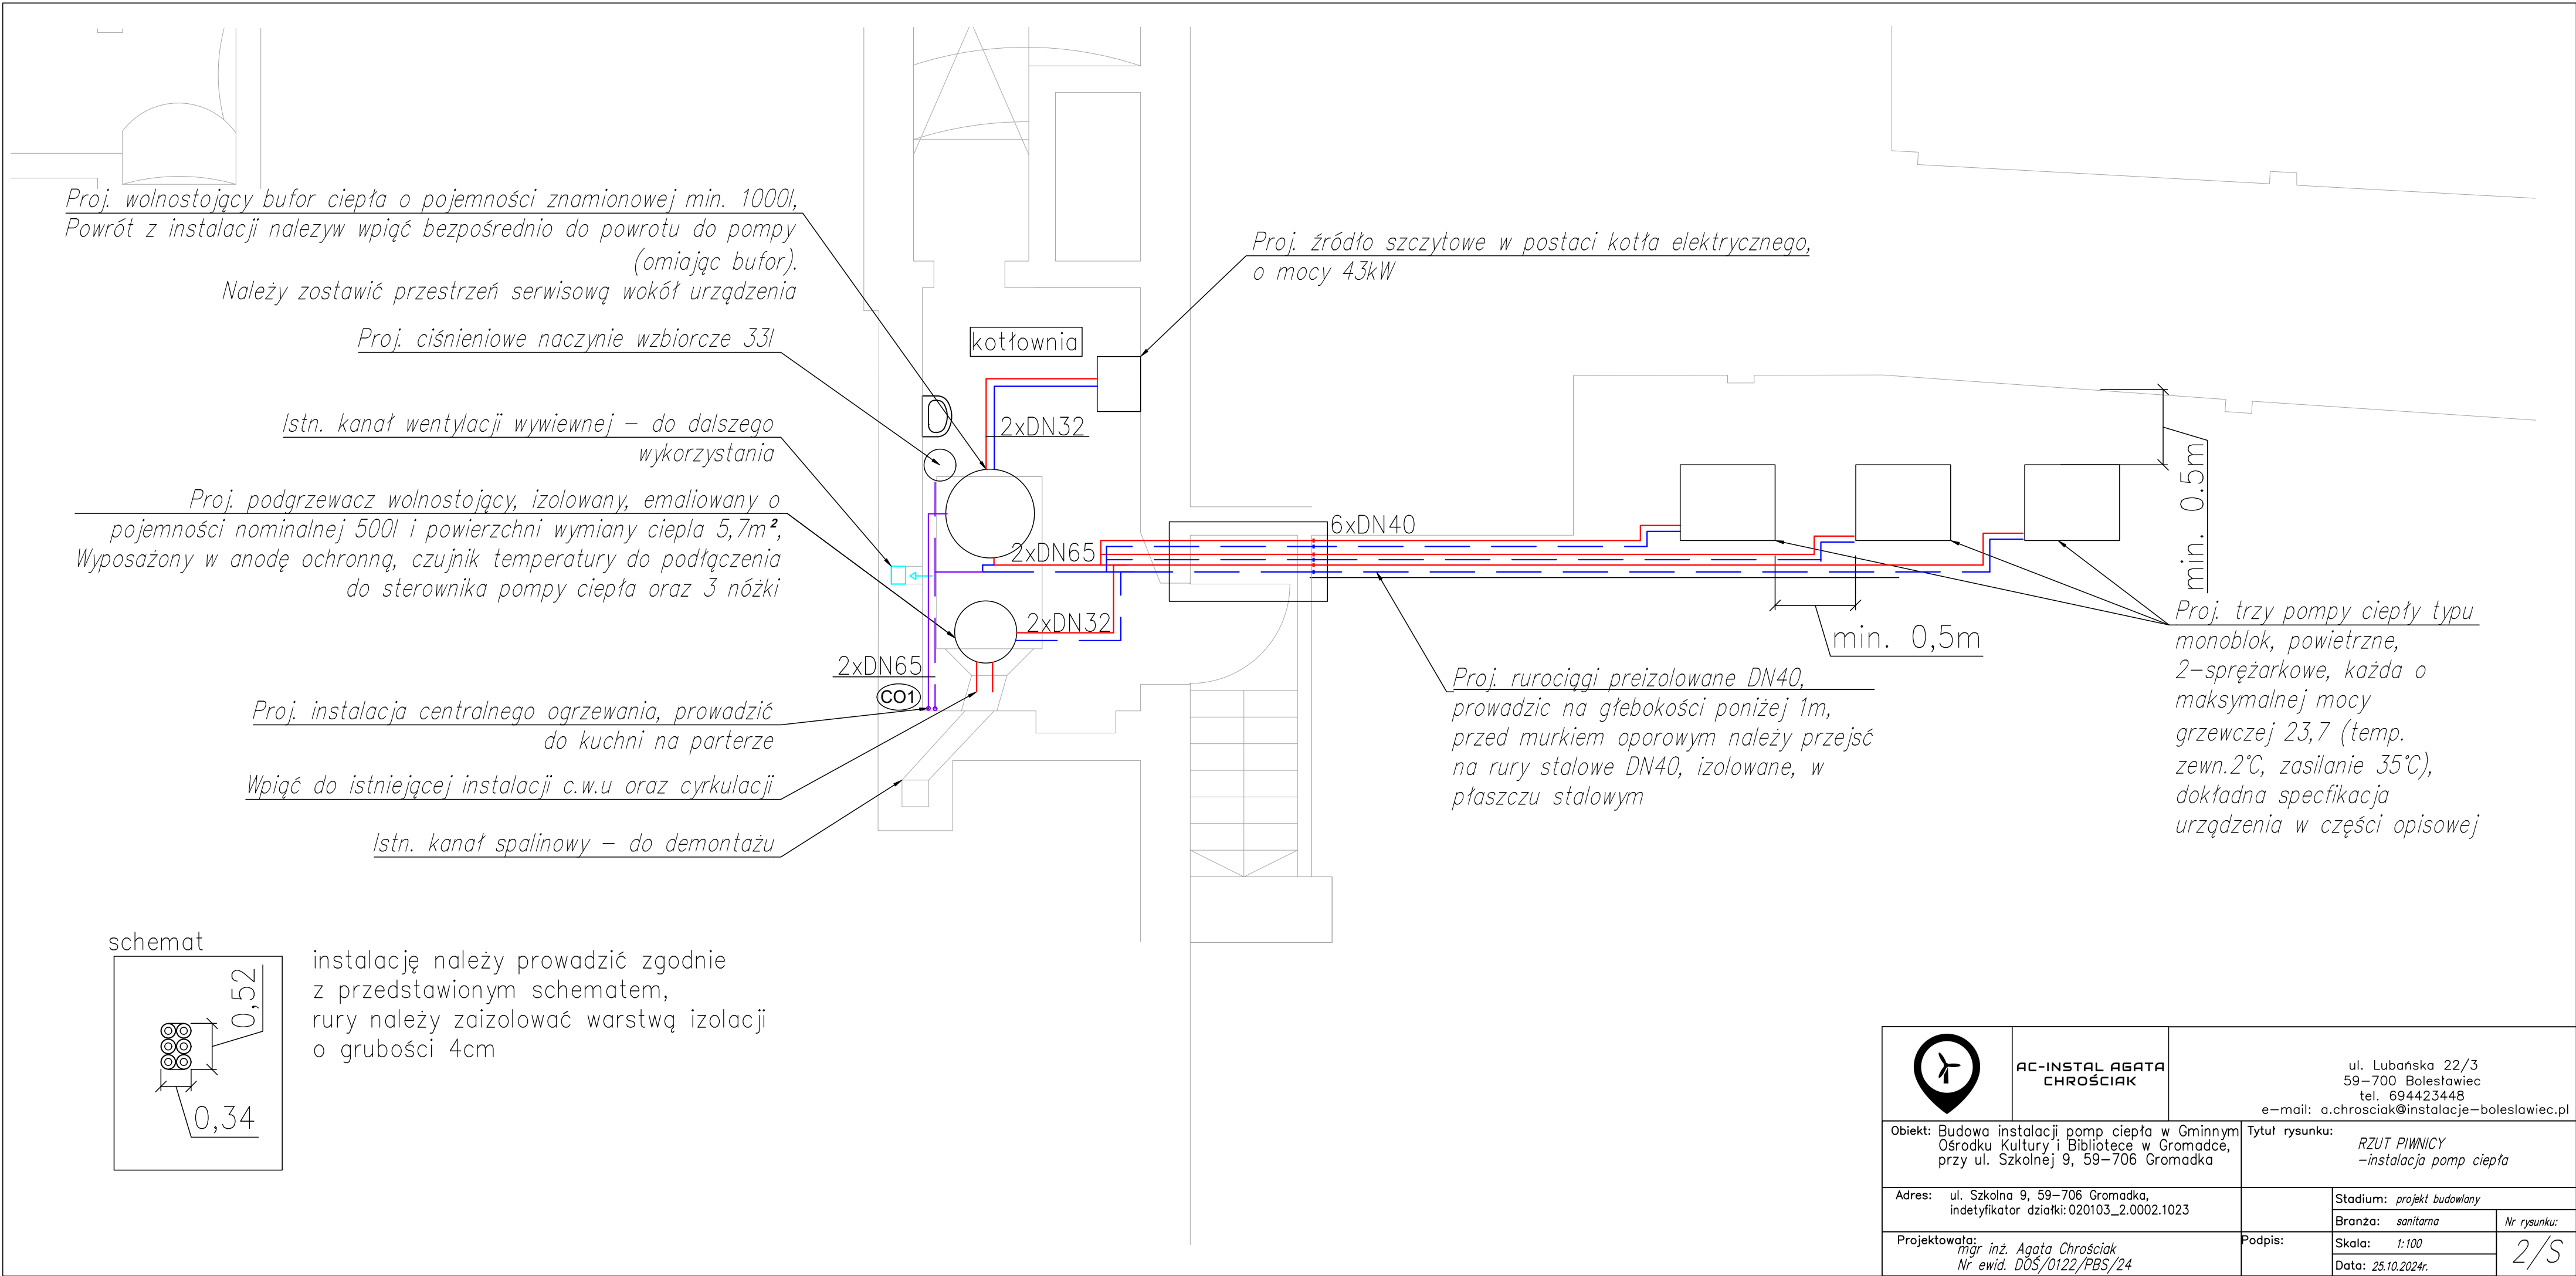 Proj. wolnostojący bufor ciepła o pojemności znamionowej min. 1000l,
Powrót z instalacji nalezyw wpiąć bezpośrednio do powrotu do pompy
(omiając bufor).
Należy zostawić przestrzeń serwisową wokół urządzenia
Proj. ciśnieniowe naczynie wzbiorcze 33l
Istn. kanał wentylacji wywiewnej – do dalszego
wykorzystania
Proj. podgrzewacz wolnostojący, izolowany, emaliowany o
pojemności nominalnej 500l i powierzchni wymiany ciepla 5,7m²,
Wyposażony w anodę ochronną, czujnik temperatury do podłączenia
do sterownika pompy ciepła oraz 3 nóżki
Proj. instalacja centralnego ogrzewania, prowadzić
do kuchni na parterze
Wpiąć do istniejącej instalacji c.w.u oraz cyrkulacji
Istn. kanał spalinowy – do demontażu
Proj. źródło szczytowe w postaci kotła elektrycznego,
o mocy 43kW
kotłownia
2xDN32
6xDN40
2xDN65
2xDN32
2xDN65
CO1
min. 0.5m
min. 0,5m
Proj. rurociągi preizolowane DN40,
prowadzic na głebokości poniżej 1m,
przed murkiem oporowym należy przejsć
na rury stalowe DN40, izolowane, w
płaszczu stalowym
Proj. trzy pompy ciepły typu
monoblok, powietrzne,
2–sprężarkowe, każda o
maksymalnej mocy
grzewczej 23,7 (temp.
zewn.2°C, zasilanie 35°C),
dokładna specfikacja
urządzenia w części opisowej
schemat
0,52
0,34
instalację należy prowadzić zgodnie
z przedstawionym schematem,
rury należy zaizolować warstwą izolacji
o grubości 4cm
AC-INSTAL AGATA
CHROŚCIAK
ul. Lubańska 22/3
59–700 Bolesławiec
tel. 694423448
e–mail: a.chrosciak@instalacje–boleslawiec.pl
Obiekt: Budowa instalacji pomp ciepła w Gminnym
Ośrodku Kultury i Bibliotece w Gromadce,
przy ul. Szkolnej 9, 59–706 Gromadka
Tytuł rysunku:
RZUT PIWNICY
–instalacja pomp ciepła
Adres: ul. Szkolna 9, 59–706 Gromadka,
indetyfikator działki: 020103_2.0002.1023
Stadium: projekt budowlany
Branża: sanitarna
Nr rysunku:
2/S
Projektowała:
mgr inż. Agata Chrościak
Nr ewid. DOŚ/0122/PBS/24
Podpis:
Skala: 1:100
Data: 25.10.2024r.